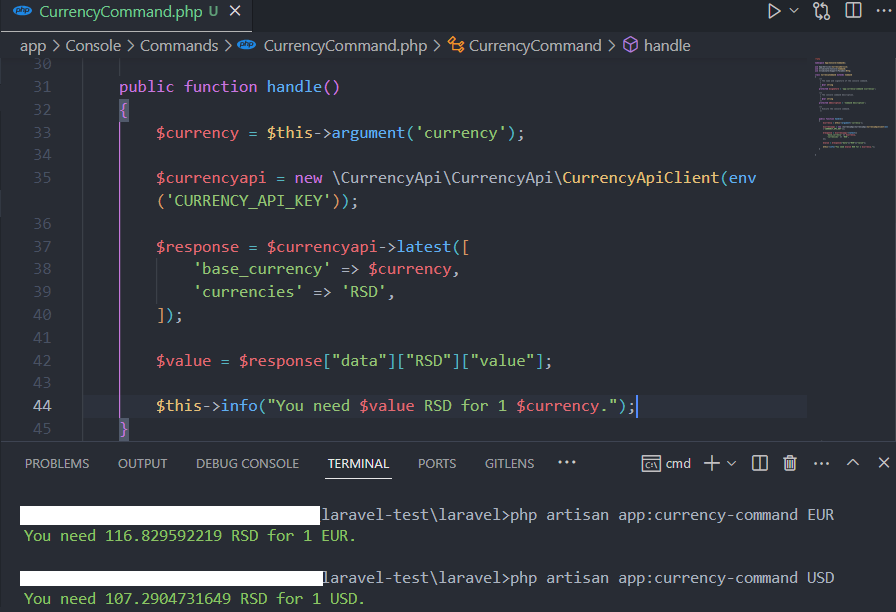 php CurrencyCommand.php U
app > Console > Commands > php CurrencyCommand.php > CurrencyCommand > handle
30
31 public function handle()
32 {
33 $currency = $this->argument('currency');
34
35 $currencyapi = new \CurrencyApi\CurrencyApi\CurrencyApiClient(env
('CURRENCY_API_KEY'));
36
37 $response = $currencyapi->latest([
38 'base_currency' => $currency,
39 'currencies' => 'RSD',
40 ]);
41
42 $value = $response["data"]["RSD"]["value"];
43
44 $this->info("You need $value RSD for 1 $currency.");
45 }
PROBLEMS OUTPUT DEBUG CONSOLE TERMINAL PORTS GITLENS ··· cmd
laravel-test\laravel>php artisan app:currency-command EUR
You need 116.829592219 RSD for 1 EUR.
laravel-test\laravel>php artisan app:currency-command USD
You need 107.2904731649 RSD for 1 USD.